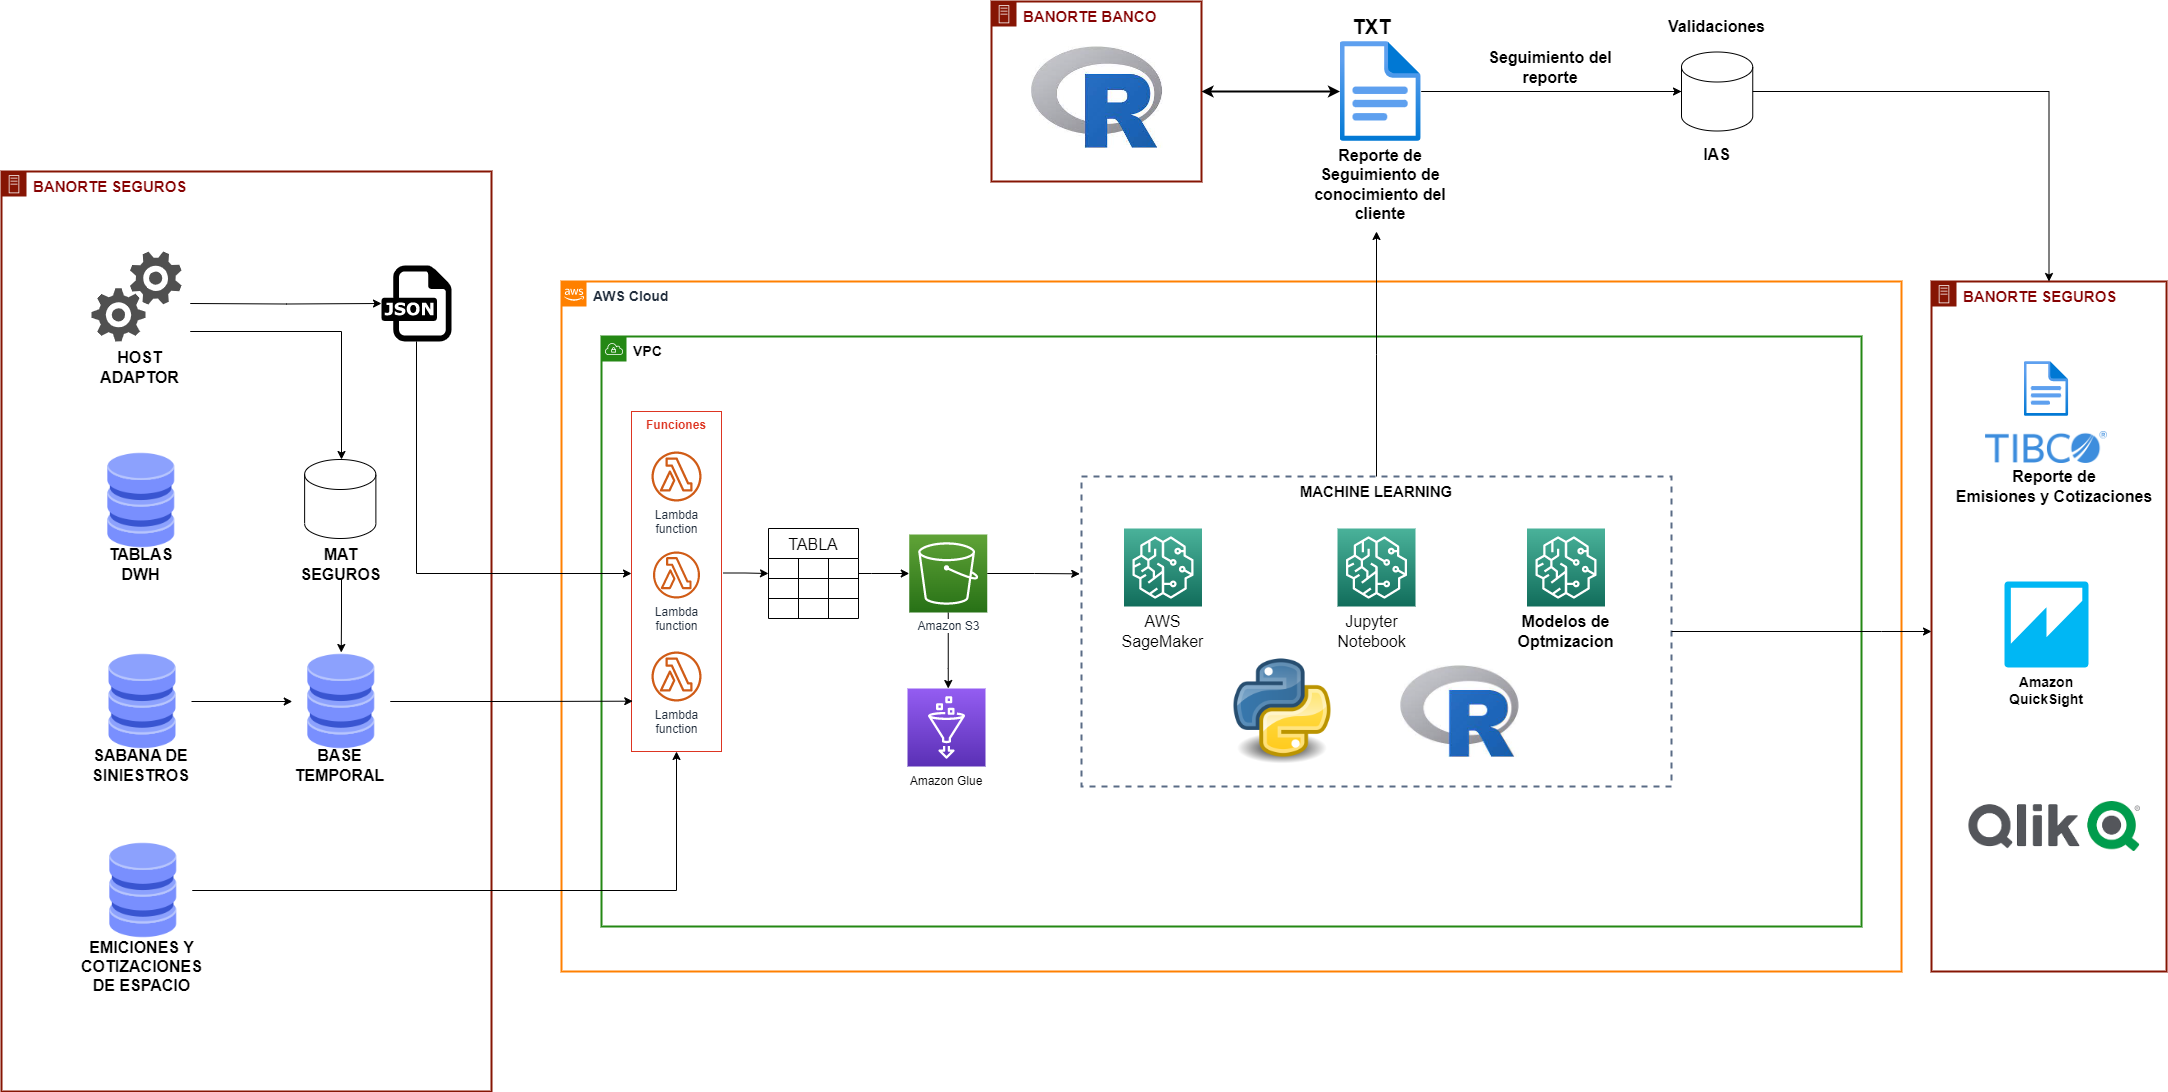 BANORTE BANCO
R
TXT
Reporte de
Seguimiento de
conocimiento del
cliente
Seguimiento del
reporte
Validaciones
IAS
BANORTE SEGUROS
HOST
ADAPTOR
JSON
TABLAS
DWH
MAT
SEGUROS
SABANA DE
SINIESTROS
BASE
TEMPORAL
EMICIONES Y
COTIZACIONES
DE ESPACIO
aws
AWS Cloud
VPC
Funciones
Lambda
function
Lambda
function
Lambda
function
TABLA
Amazon S3
Amazon Glue
MACHINE LEARNING
AWS
SageMaker
Jupyter
Notebook
Modelos de
Optmizacion
R
BANORTE SEGUROS
TIBCO®
Reporte de
Emisiones y Cotizaciones
Amazon
QuickSight
Qlik